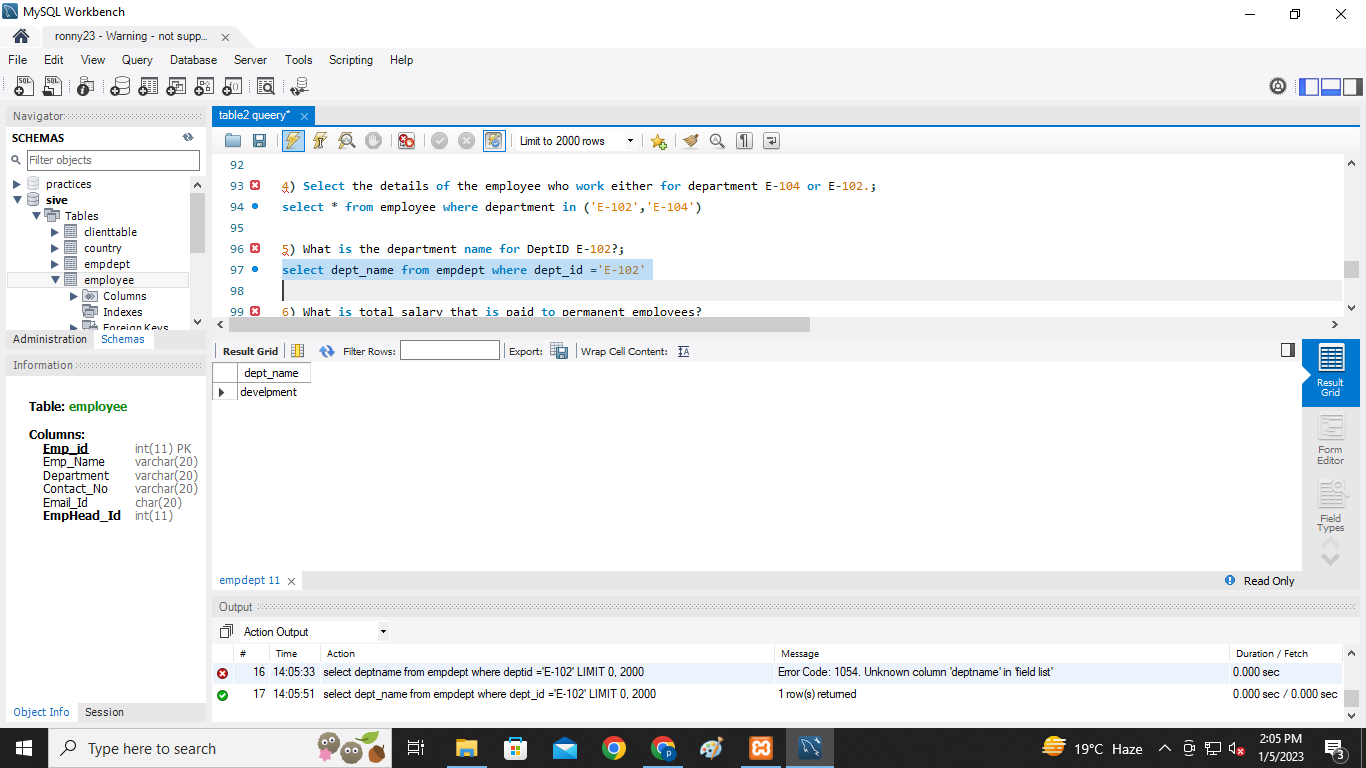 MySQL Workbench
ronny23 - Warning - not supp...
File Edit View Query Database Server Tools Scripting Help
Navigator
SCHEMAS
Filter objects
practices
sive
Tables
clienttable
country
empdept
employee
Columns
Indexes
Foreign Keys
Administration Schemas
Information
Table: employee
Columns:
Emp_id int(11) PK
Emp_Name varchar(20)
Department varchar(20)
Contact_No varchar(20)
Email_Id char(20)
EmpHead_Id int(11)
Object Info Session
table2 queery*
Limit to 2000 rows
92
93 4) Select the details of the employee who work either for department E-104 or E-102.;
94 select * from employee where department in ('E-102','E-104')
95
96 5) What is the department name for DeptID E-102?;
97 select dept_name from empdept where dept_id ='E-102'
98
99 6) What is total salary that is paid to permanent employees?
Result Grid Filter Rows: Export: Wrap Cell Content:
dept_name
develpment
Result Grid
Form Editor
Field Types
empdept 11
Read Only
Output
Action Output
# Time Action Message Duration / Fetch
16 14:05:33 select deptname from empdept where deptid ='E-102' LIMIT 0, 2000 Error Code: 1054. Unknown column 'deptname' in 'field list' 0.000 sec
17 14:05:51 select dept_name from empdept where dept_id ='E-102' LIMIT 0, 2000 1 row(s) returned 0.000 sec / 0.000 sec
Type here to search
19°C Haze
2:05 PM
1/5/2023
3